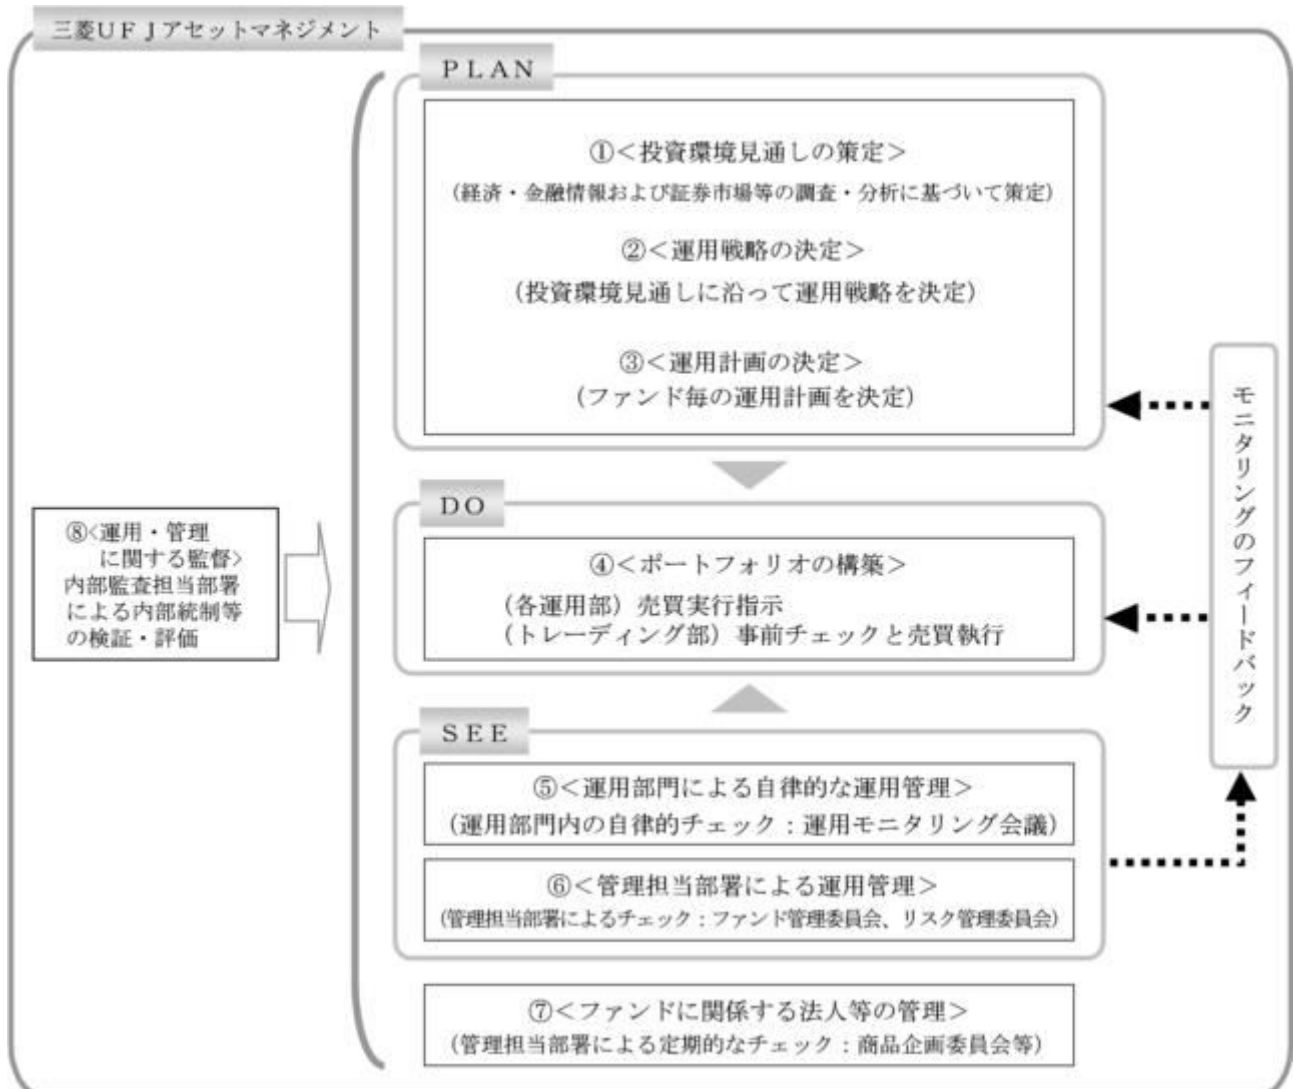 三菱UFJアセットマネジメント
PLAN
①<投資環境見通しの策定>
(経済・金融情報および証券市場等の調査・分析に基づいて策定)
②<運用戦略の決定>
(投資環境見通しに沿って運用戦略を決定)
③<運用計画の決定>
(ファンド毎の運用計画を決定)
DO
④<ポートフォリオの構築>
(各運用部)売買実行指示
(トレーディング部)事前チェックと売買執行
SEE
⑤<運用部門による自律的な運用管理>
(運用部門内の自律的チェック:運用モニタリング会議)
⑥<管理担当部署による運用管理>
(管理担当部署によるチェック:ファンド管理委員会、リスク管理委員会)
⑦<ファンドに関係する法人等の管理>
(管理担当部署による定期的なチェック:商品企画委員会等)
⑧<運用・管理
に関する監督>
内部監査担当部署
による内部統制等
の検証・評価
モニタリングのフィードバック